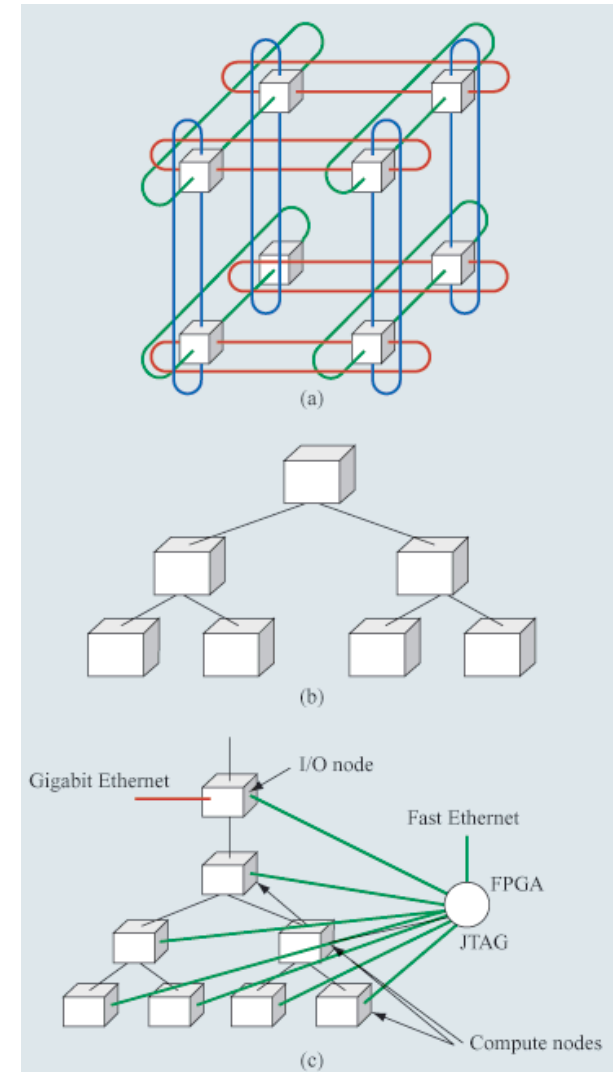 (a)
(b)
I/O node
Gigabit Ethernet
Fast Ethernet
FPGA
JTAG
Compute nodes
(c)